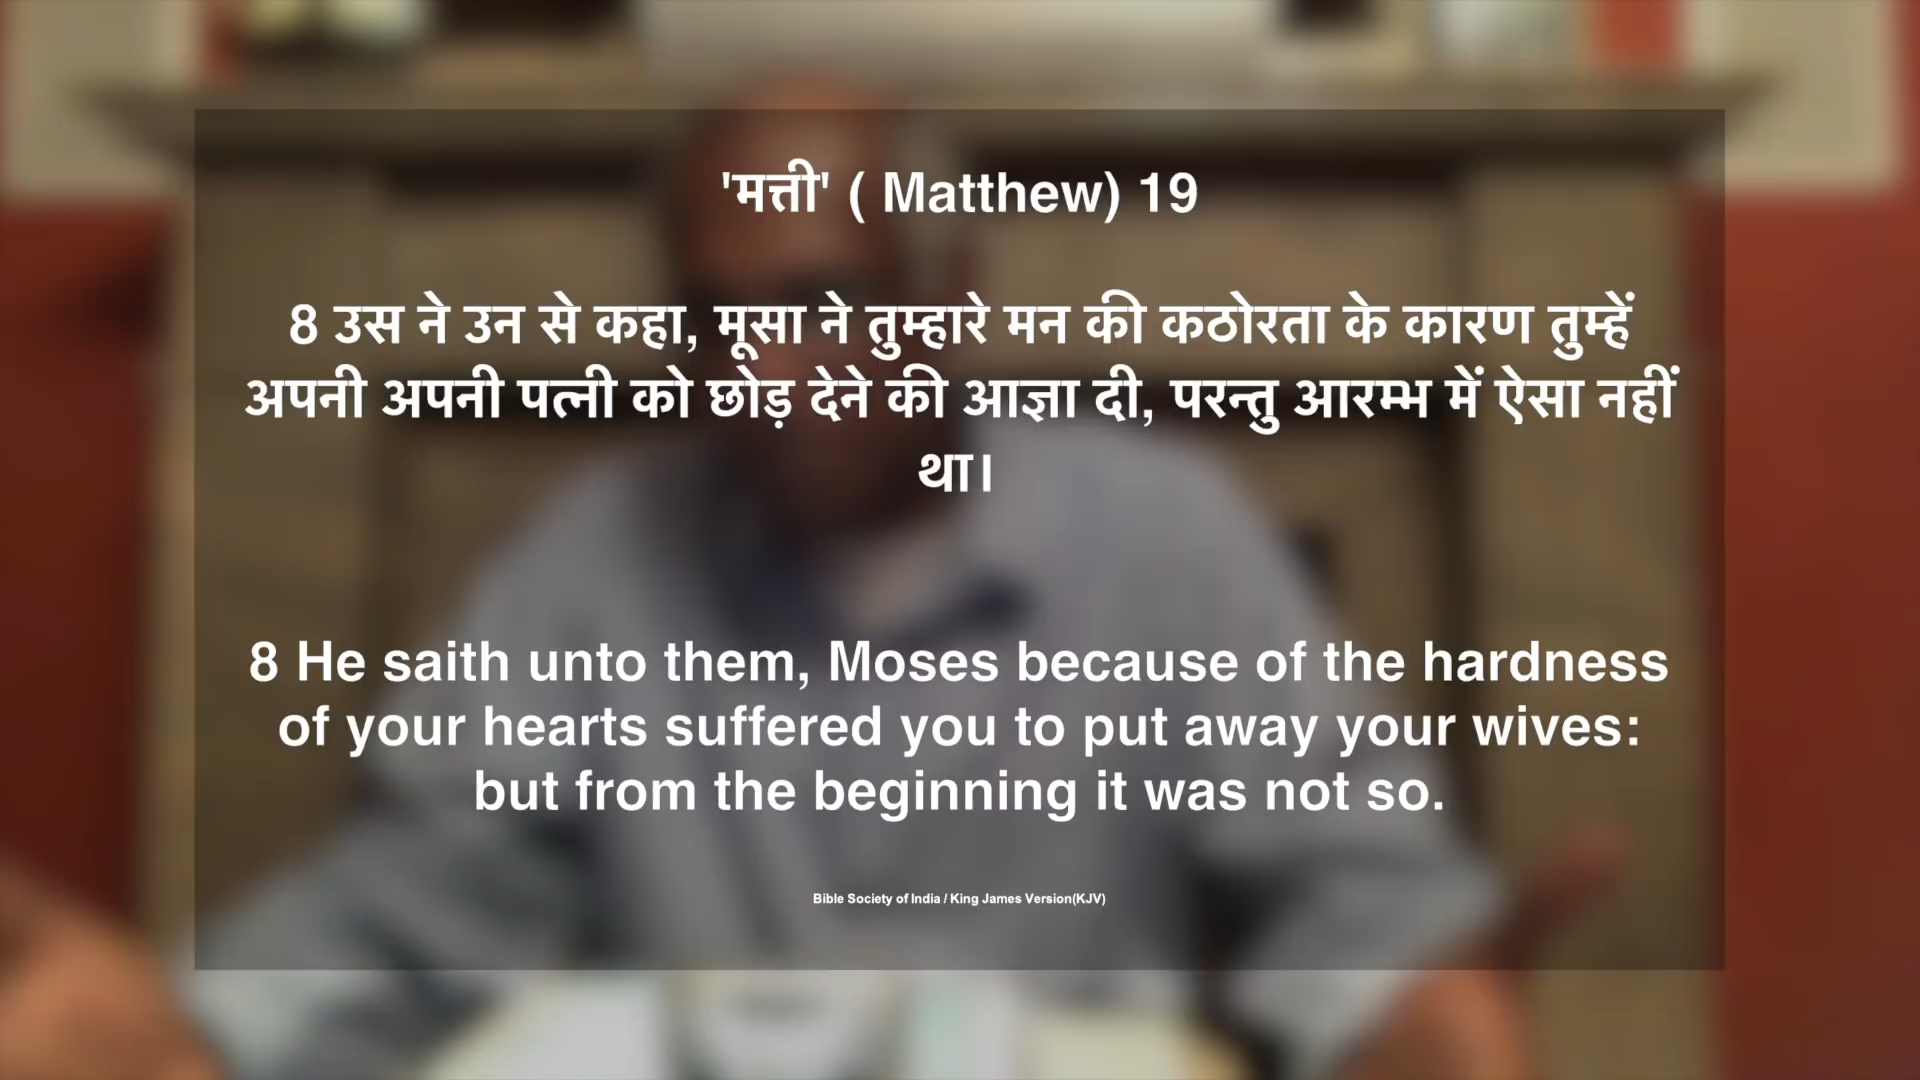 'मत्ती' ( Matthew) 19
8 उस ने उन से कहा, मूसा ने तुम्हारे मन की कठोरता के कारण तुम्हें
अपनी अपनी पत्नी को छोड़ देने की आज्ञा दी, परन्तु आरम्भ में ऐसा नहीं
था।
8 He saith unto them, Moses because of the hardness
of your hearts suffered you to put away your wives:
but from the beginning it was not so.
Bible Society of India / King James Version(KJV)